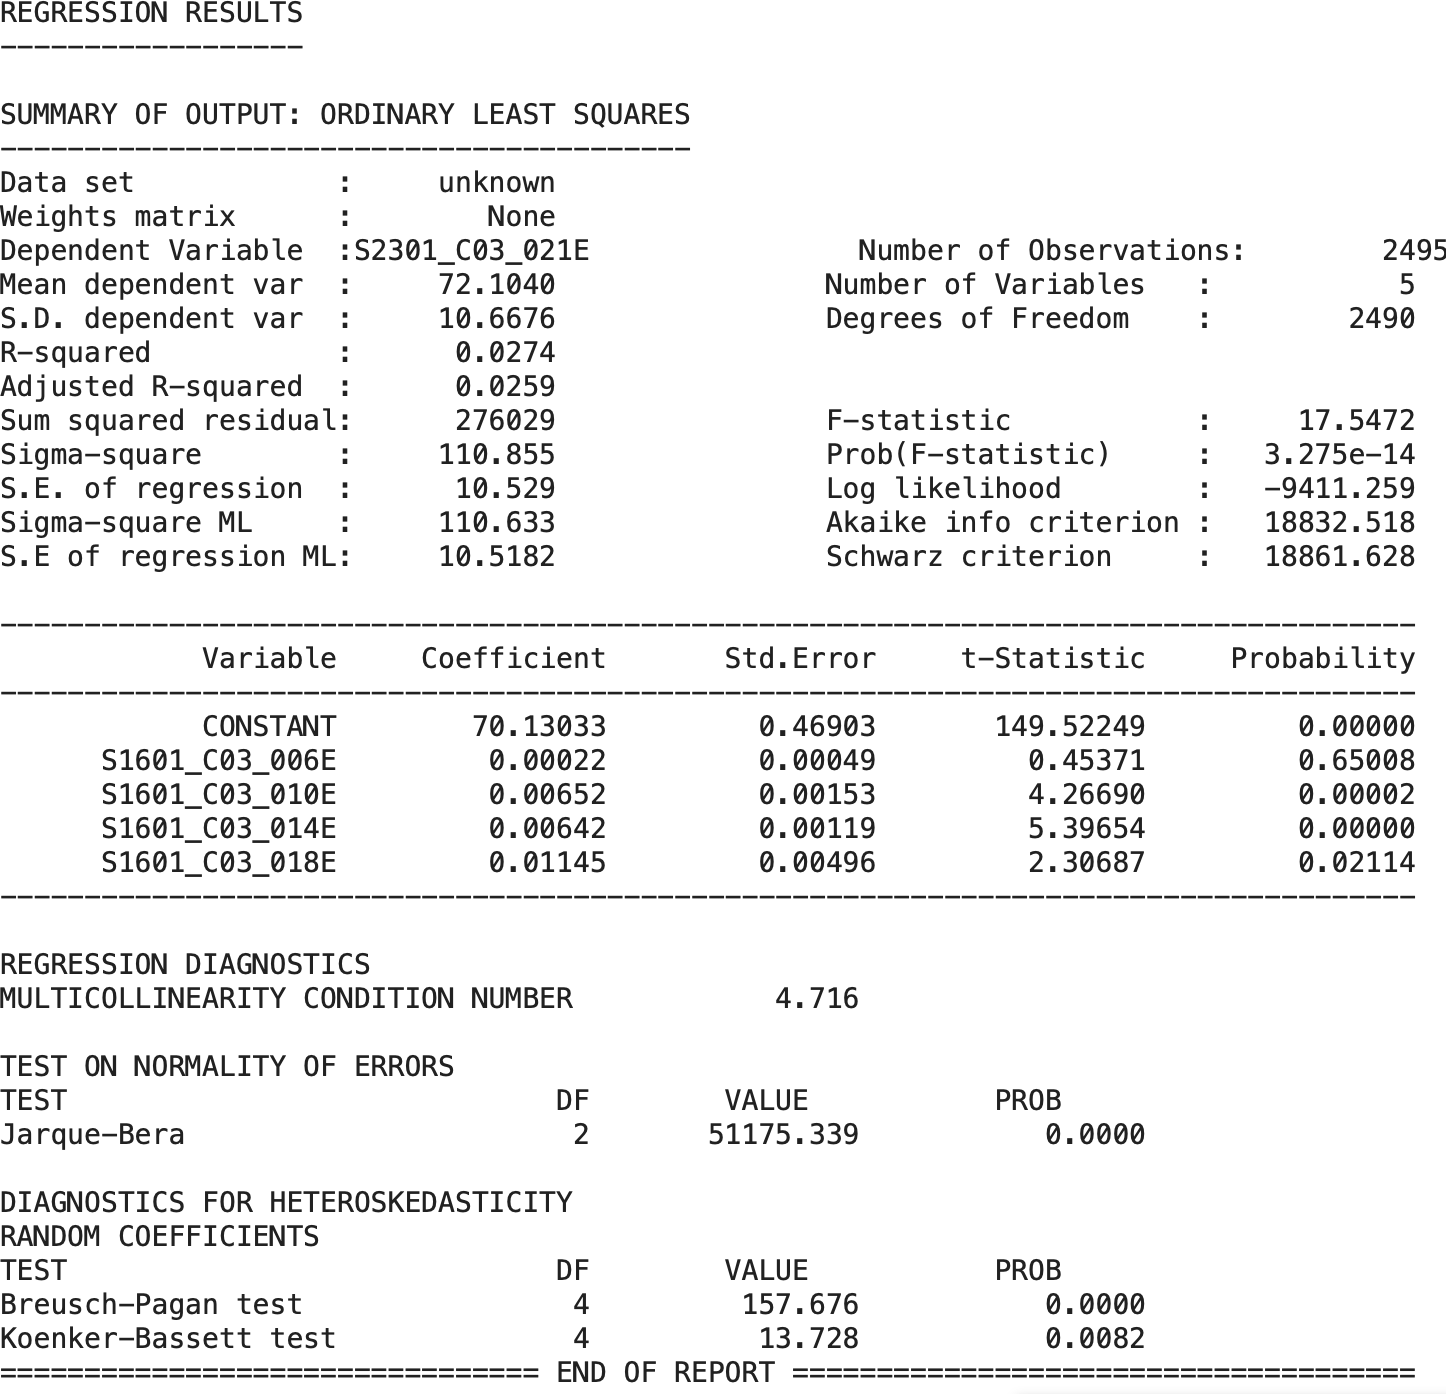 REGRESSION RESULTS
------------------
SUMMARY OF OUTPUT: ORDINARY LEAST SQUARES
-----------------------------------------
Data set            :     unknown
Weights matrix      :        None
Dependent Variable  :S2301_C03_021E                Number of Observations:        2495
Mean dependent var  :     72.1040                Number of Variables   :           5
S.D. dependent var  :     10.6676                Degrees of Freedom    :        2490
R-squared           :      0.0274
Adjusted R-squared  :      0.0259
Sum squared residual:      276029                F-statistic           :     17.5472
Sigma-square        :     110.855                Prob(F-statistic)     :   3.275e-14
S.E. of regression  :      10.529                Log likelihood        :   -9411.259
Sigma-square ML     :     110.633                Akaike info criterion :   18832.518
S.E of regression ML:     10.5182                Schwarz criterion     :   18861.628
------------------------------------------------------------------------------------
            Variable     Coefficient       Std.Error     t-Statistic     Probability
------------------------------------------------------------------------------------
            CONSTANT        70.13033         0.46903       149.52249         0.00000
      S1601_C03_006E         0.00022         0.00049         0.45371         0.65008
      S1601_C03_010E         0.00652         0.00153         4.26690         0.00002
      S1601_C03_014E         0.00642         0.00119         5.39654         0.00000
      S1601_C03_018E         0.01145         0.00496         2.30687         0.02114
------------------------------------------------------------------------------------
REGRESSION DIAGNOSTICS
MULTICOLLINEARITY CONDITION NUMBER            4.716
TEST ON NORMALITY OF ERRORS
TEST                             DF        VALUE           PROB
Jarque-Bera                       2       51175.339           0.0000
DIAGNOSTICS FOR HETEROSKEDASTICITY
RANDOM COEFFICIENTS
TEST                             DF        VALUE           PROB
Breusch-Pagan test                4         157.676           0.0000
Koenker-Bassett test              4          13.728           0.0082
================================ END OF REPORT =====================================